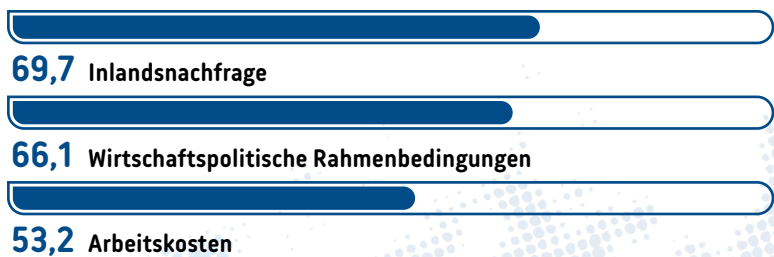 69,7 Inlandsnachfrage
66,1 Wirtschaftspolitische Rahmenbedingungen
53,2 Arbeitskosten